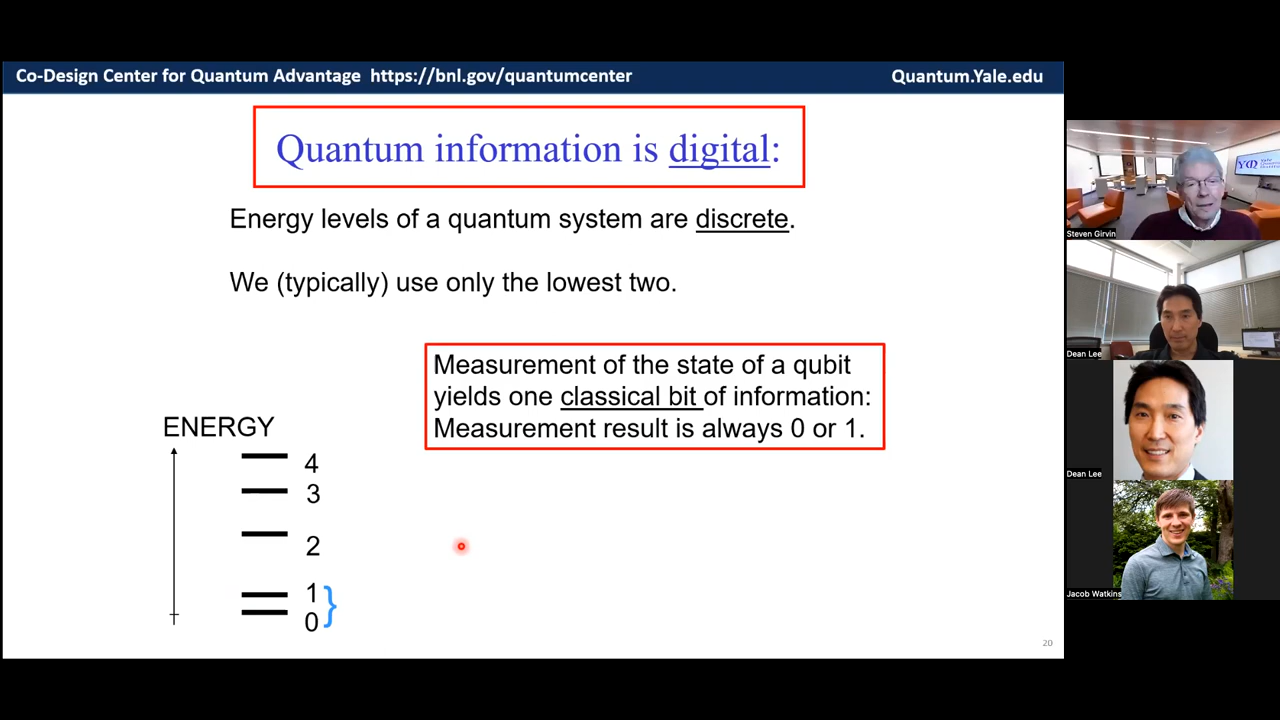 Co-Design Center for Quantum Advantage https://bnl.gov/quantumcenter
Quantum.Yale.edu
Quantum information is digital:
Energy levels of a quantum system are discrete.
We (typically) use only the lowest two.
Measurement of the state of a qubit
yields one classical bit of information:
Measurement result is always 0 or 1.
ENERGY
4
3
2
1
0
}
20
Steven Girvin
Dean Lee
Dean Lee
Jacob Watkins